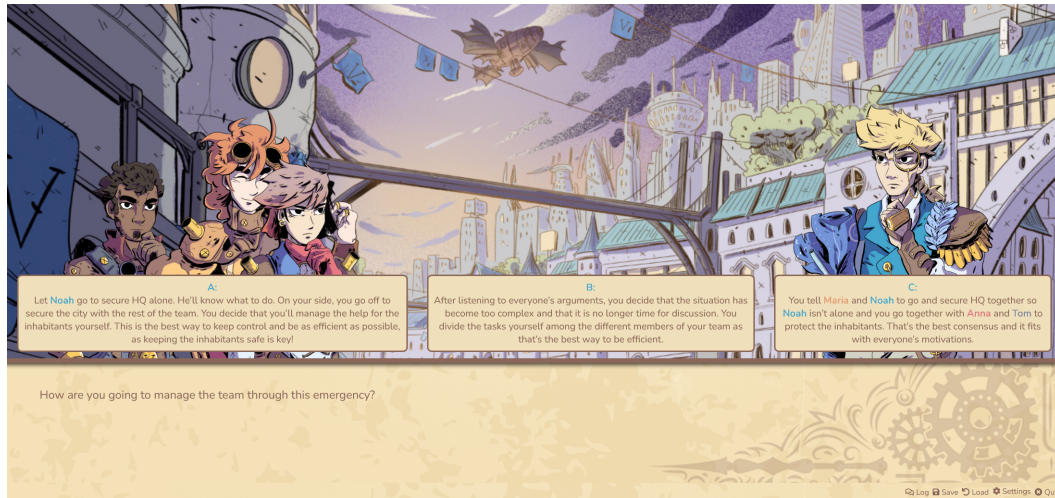 A:
Let Noah go to secure HQ alone. He'll know what to do. On your side, you go off to
secure the city with the rest of the team. You decide that you'll manage the help for the
inhabitants yourself. This is the best way to keep control and be as efficient as possible,
as keeping the inhabitants safe is key!
B:
After listening to everyone's arguments, you decide that the situation has
become too complex and that it is no longer time for discussion. You
divide the tasks yourself among the different members of your team as
that's the best way to be efficient.
C:
You tell Maria and Noah to go and secure HQ together so
Noah isn't alone and you go together with Anna and Tom to
protect the inhabitants. That's the best consensus and it fits
with everyone's motivations.
How are you going to manage the team through this emergency?
Log Save Load Settings Qu